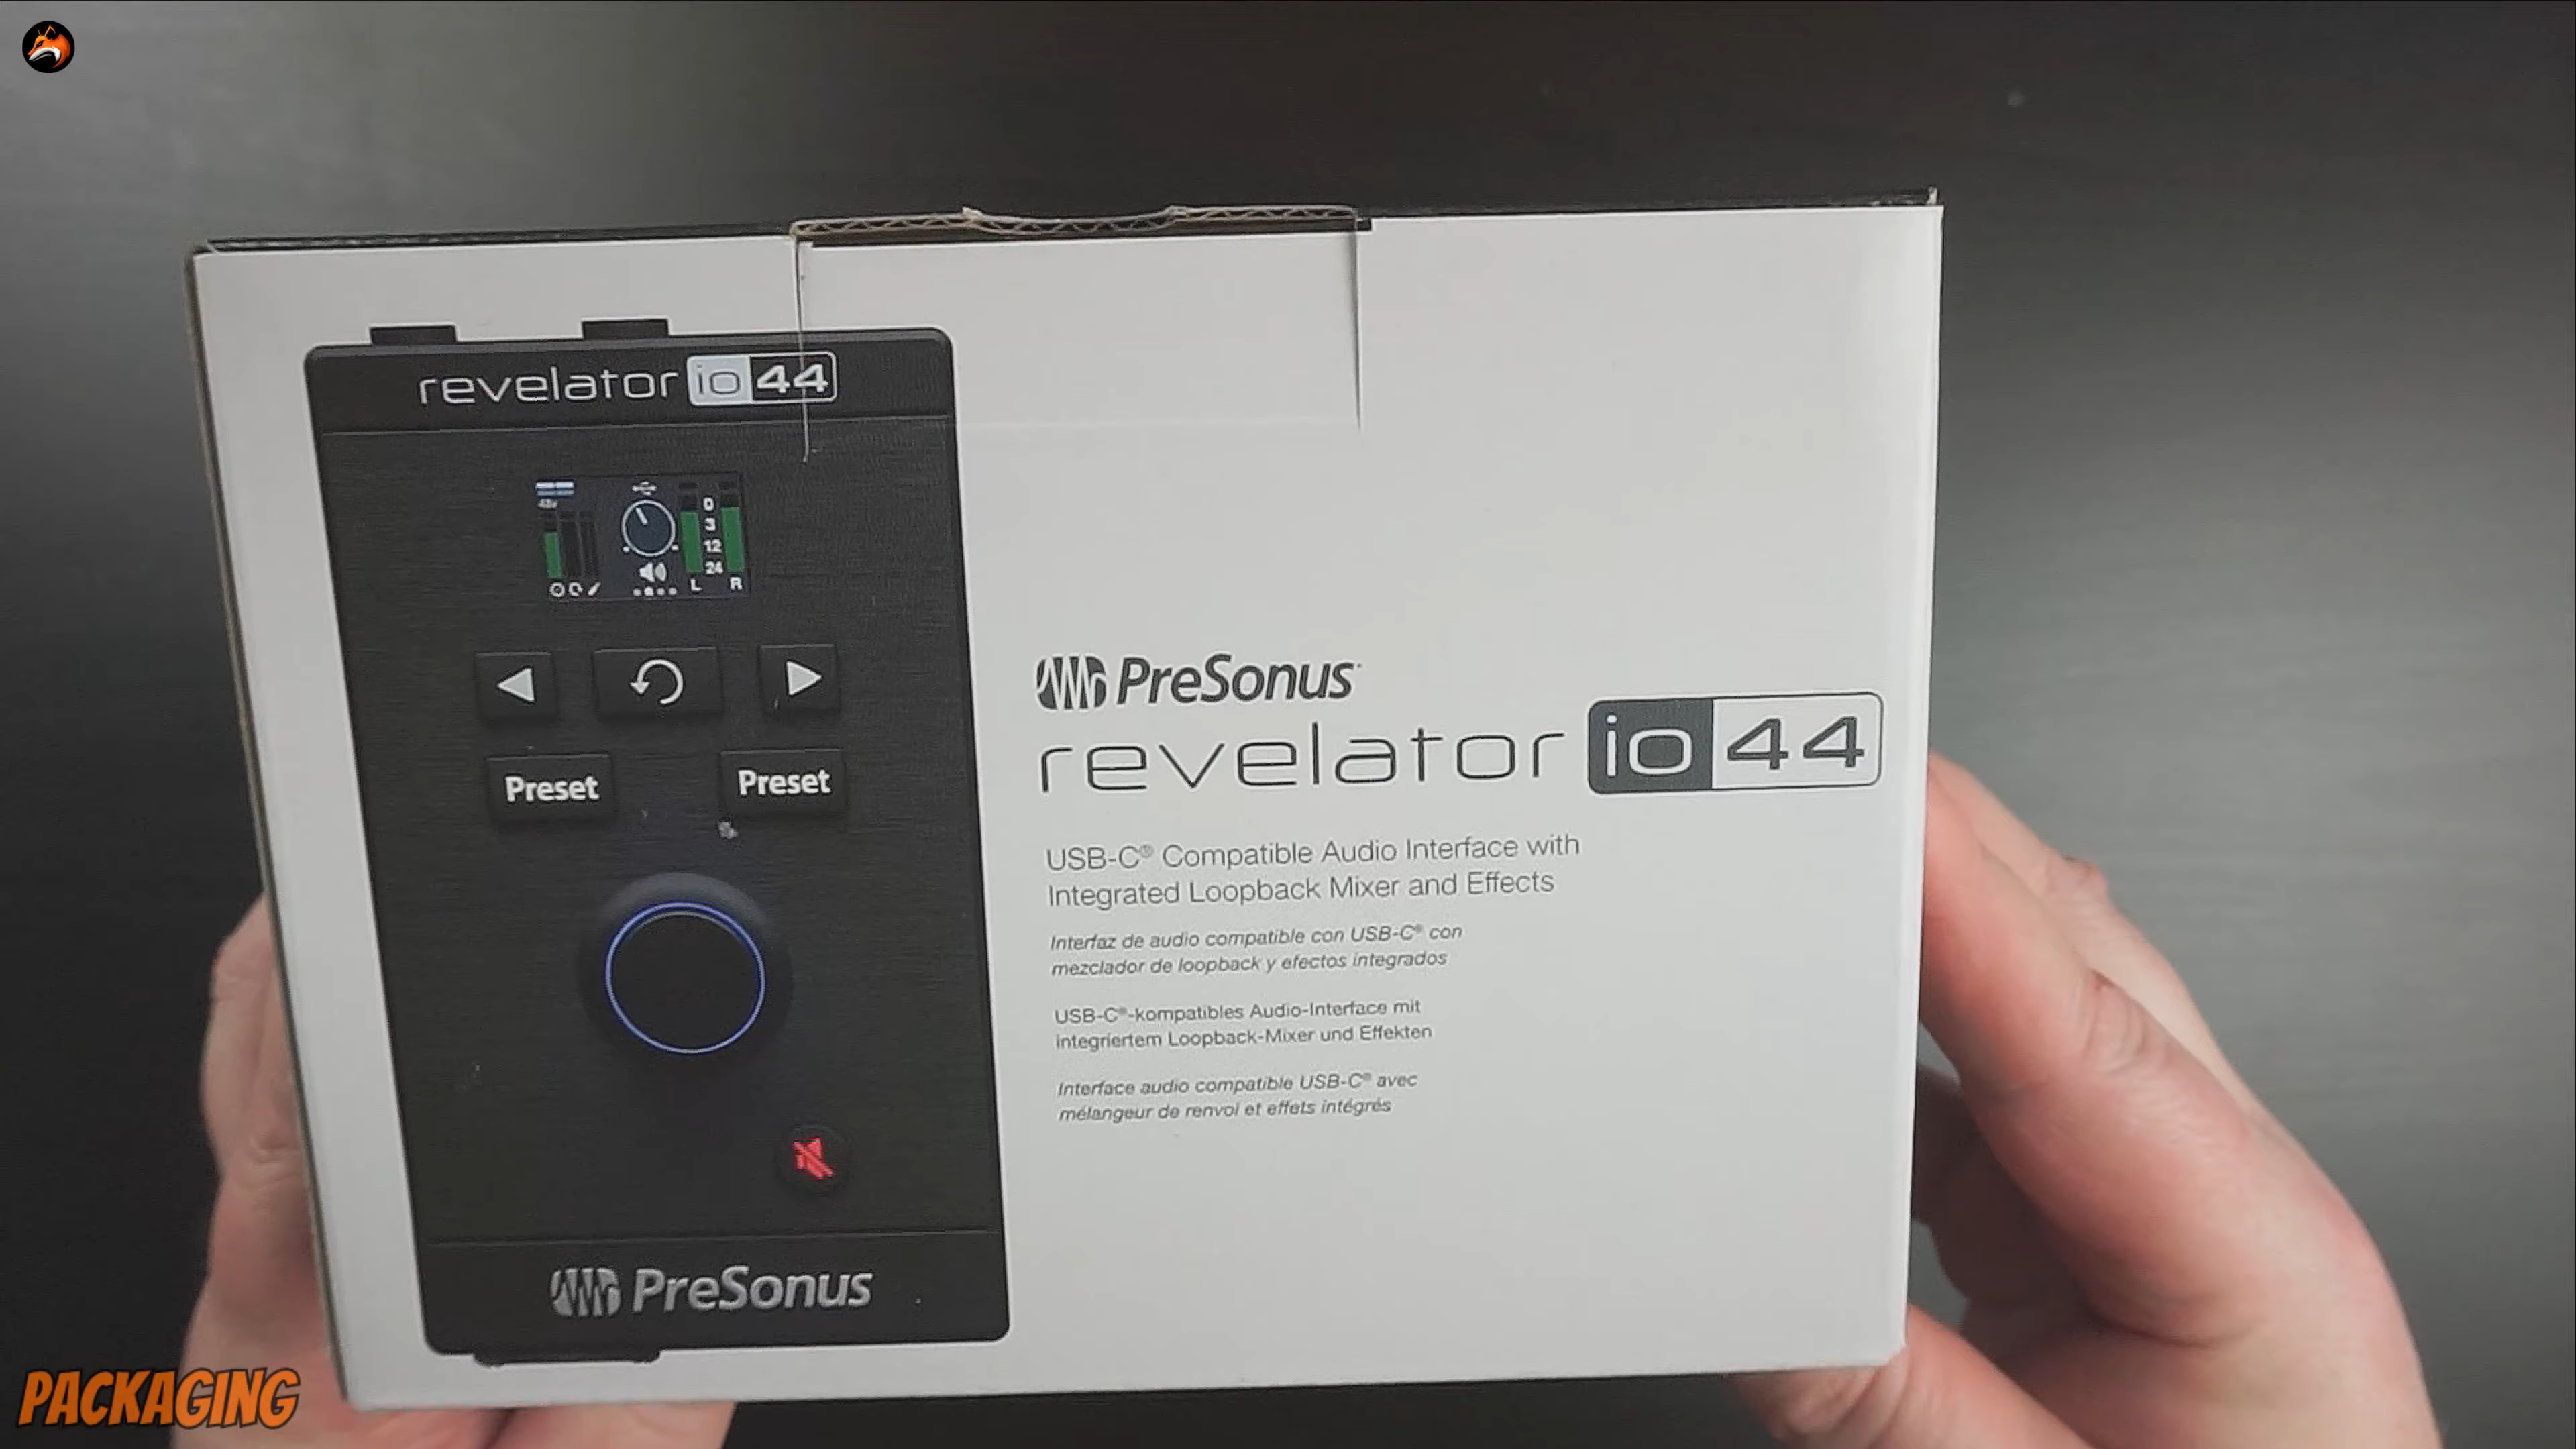 revelator io 44
48v
0
3
12
24
L R
Preset Preset
PreSonus
PreSonus
revelator io 44
USB-C® Compatible Audio Interface with
Integrated Loopback Mixer and Effects
Interfaz de audio compatible con USB-C® con
mezclador de loopback y efectos integrados
USB-C®-kompatibles Audio-Interface mit
integriertem Loopback-Mixer und Effekten
Interface audio compatible USB-C® avec
mélangeur de renvoi et effets intégrés
PACKAGING